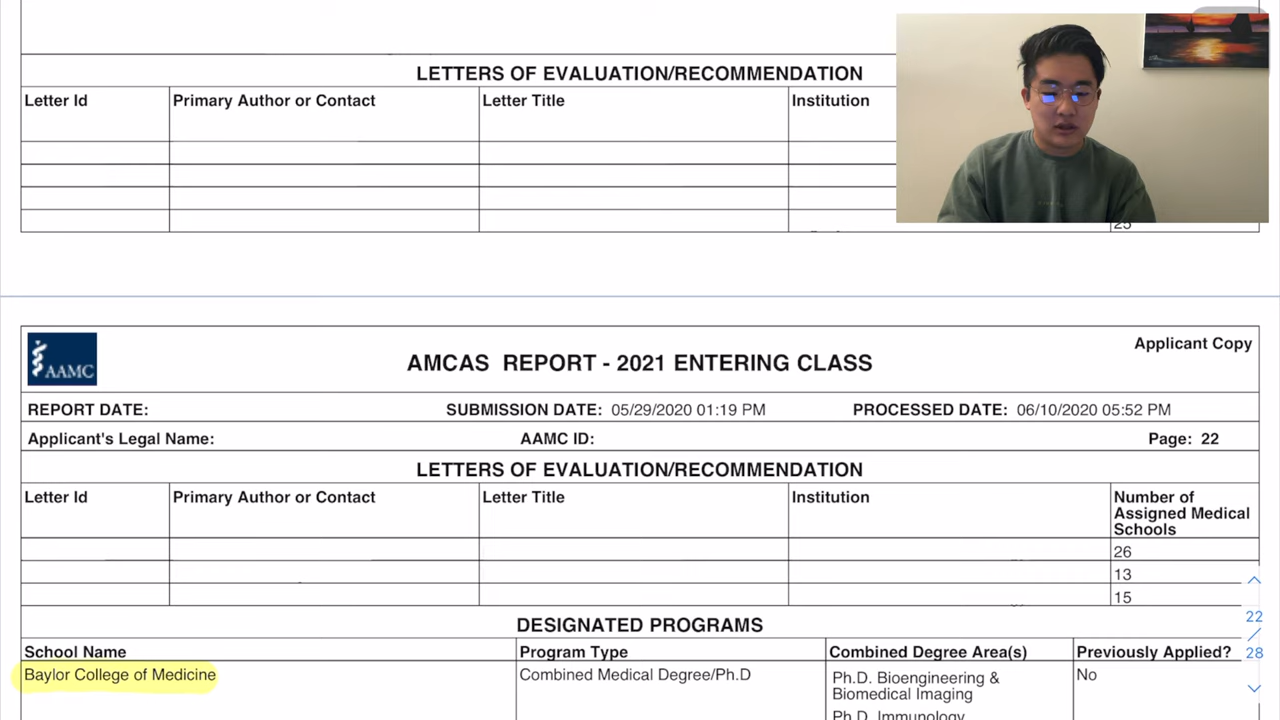 LETTERS OF EVALUATION/RECOMMENDATION
Letter Id Primary Author or Contact Letter Title Institution
25
AAMC
AMCAS REPORT - 2021 ENTERING CLASS
Applicant Copy
REPORT DATE: SUBMISSION DATE: 05/29/2020 01:19 PM PROCESSED DATE: 06/10/2020 05:52 PM
Applicant's Legal Name: AAMC ID: Page: 22
LETTERS OF EVALUATION/RECOMMENDATION
Letter Id Primary Author or Contact Letter Title Institution Number of
Assigned Medical
Schools
26
13
15
DESIGNATED PROGRAMS
School Name Program Type Combined Degree Area(s) Previously Applied?
Baylor College of Medicine Combined Medical Degree/Ph.D Ph.D. Bioengineering & No
Biomedical Imaging
Ph.D. Immunology
22
/
28